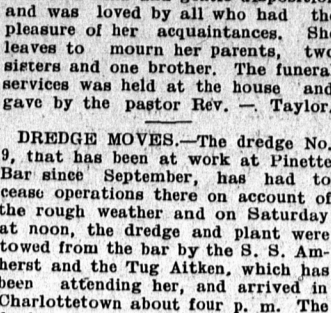 and was loved by all who had the
pleasure of her acquaintances. She
leaves to mourn her parents, two
sisters and one brother. The funeral
services was held at the house and
gave by the pastor Rev. —. Taylor.
DREDGE MOVES.—The dredge No.
9, that has been at work at Pinette
Bar since September, has had to
cease operations there on account of
the rough weather and on Saturday
at noon, the dredge and plant were
towed from the bar by the S. S. Am-
herst and the Tug Aitken, which has
been attending her, and arrived in
Charlottetown about four p. m. The